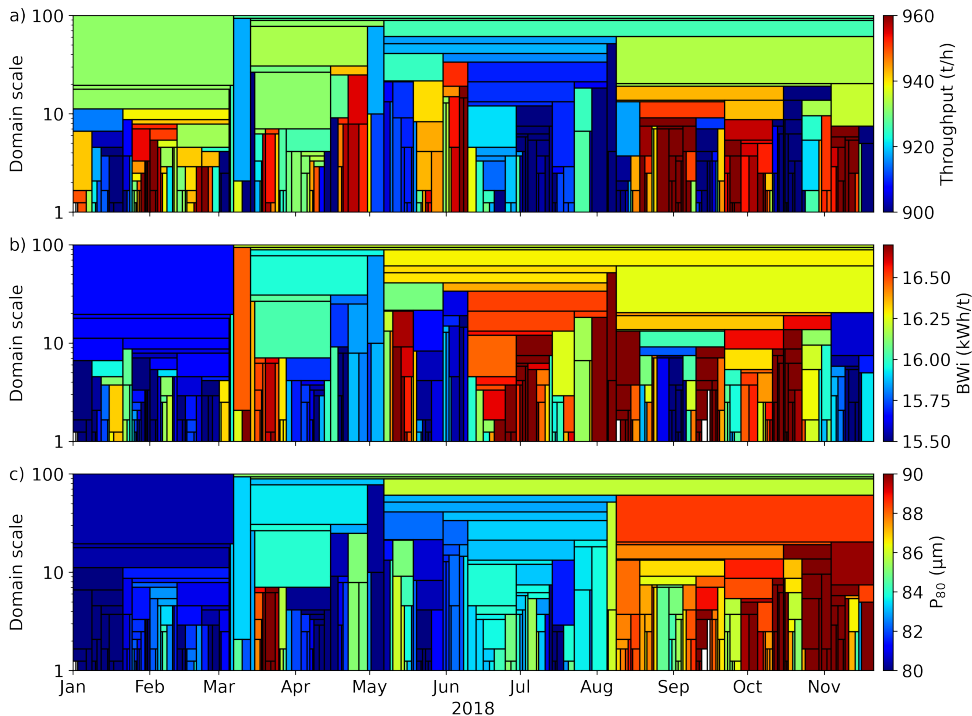 a)
100
10
1
Domain scale
960
940
920
900
Throughput (t/h)
b)
100
10
1
Domain scale
16.50
16.25
16.00
15.75
15.50
BWi (kWh/t)
c)
100
10
1
Domain scale
90
88
86
84
82
80
P₈₀ (μm)
Jan Feb Mar Apr May Jun Jul Aug Sep Oct Nov
2018